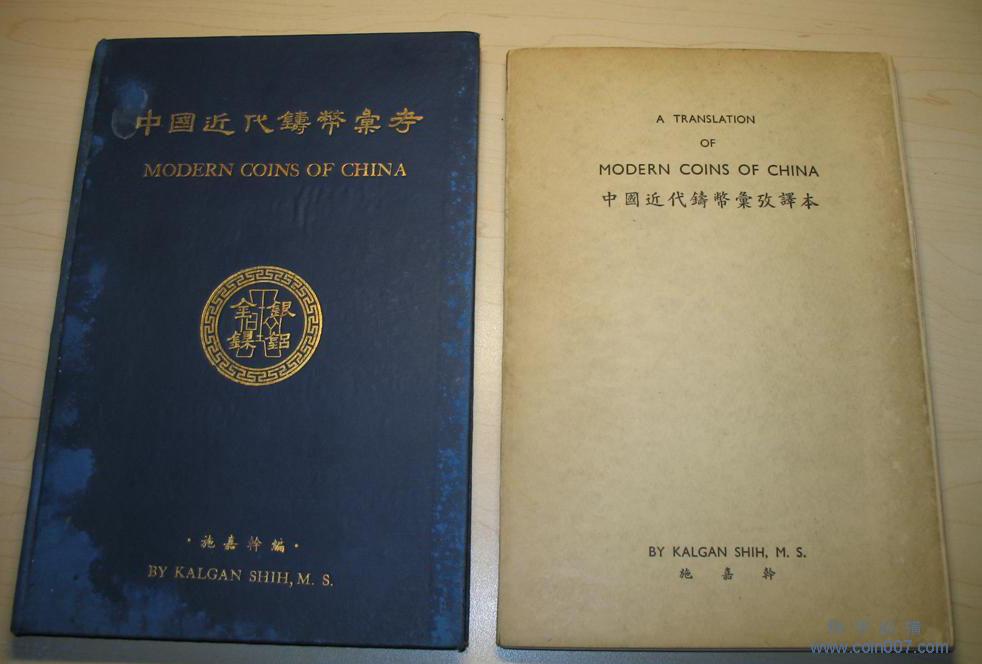 中國近代鑄幣彙考
MODERN COINS OF CHINA
金 銀
鎳 鋁
·施嘉幹編·
BY KALGAN SHIH, M. S.
A TRANSLATION
OF
MODERN COINS OF CHINA
中國近代鑄幣彙攷譯本
BY KALGAN SHIH, M. S.
施嘉幹
www.coin007.com